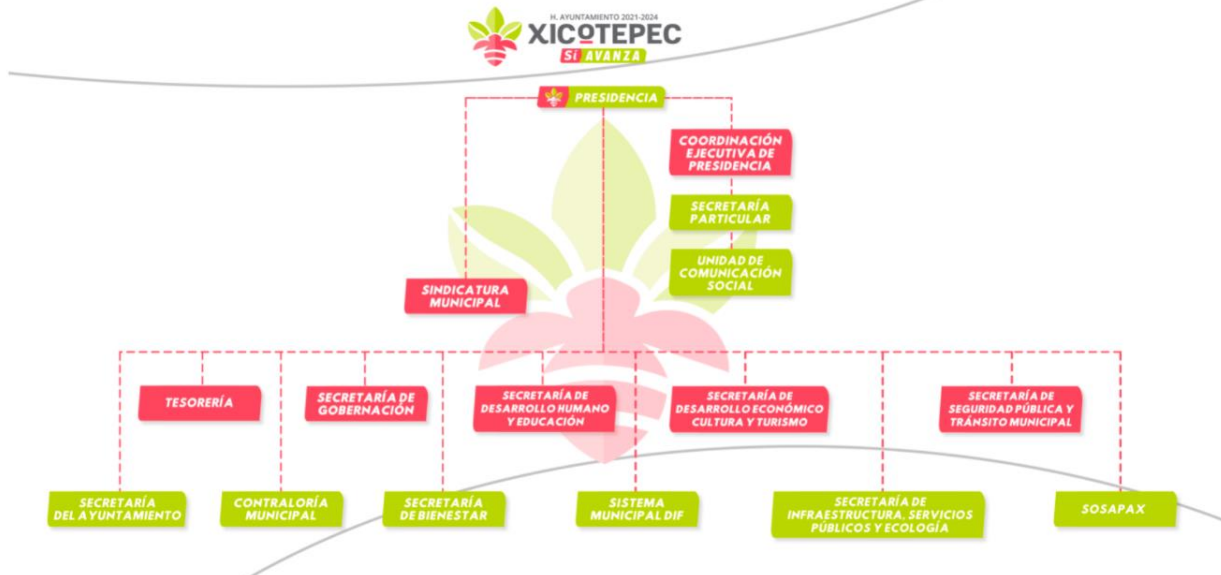 H. AYUNTAMIENTO 2021-2024
XICOTEPEC
Sí AVANZA
PRESIDENCIA
COORDINACIÓN
EJECUTIVA DE
PRESIDENCIA
SECRETARÍA
PARTICULAR
UNIDAD DE
COMUNICACIÓN
SOCIAL
SINDICATURA
MUNICIPAL
TESORERÍA
SECRETARÍA DE
GOBERNACIÓN
SECRETARÍA DE
DESARROLLO HUMANO
Y EDUCACIÓN
SECRETARÍA DE
DESARROLLO ECONÓMICO
CULTURA Y TURISMO
SECRETARÍA DE
SEGURIDAD PÚBLICA Y
TRÁNSITO MUNICIPAL
SECRETARÍA
DEL AYUNTAMIENTO
CONTRALORÍA
MUNICIPAL
SECRETARÍA
DE BIENESTAR
SISTEMA
MUNICIPAL DIF
SECRETARÍA DE
INFRAESTRUCTURA, SERVICIOS
PÚBLICOS Y ECOLOGÍA
SOSAPAX